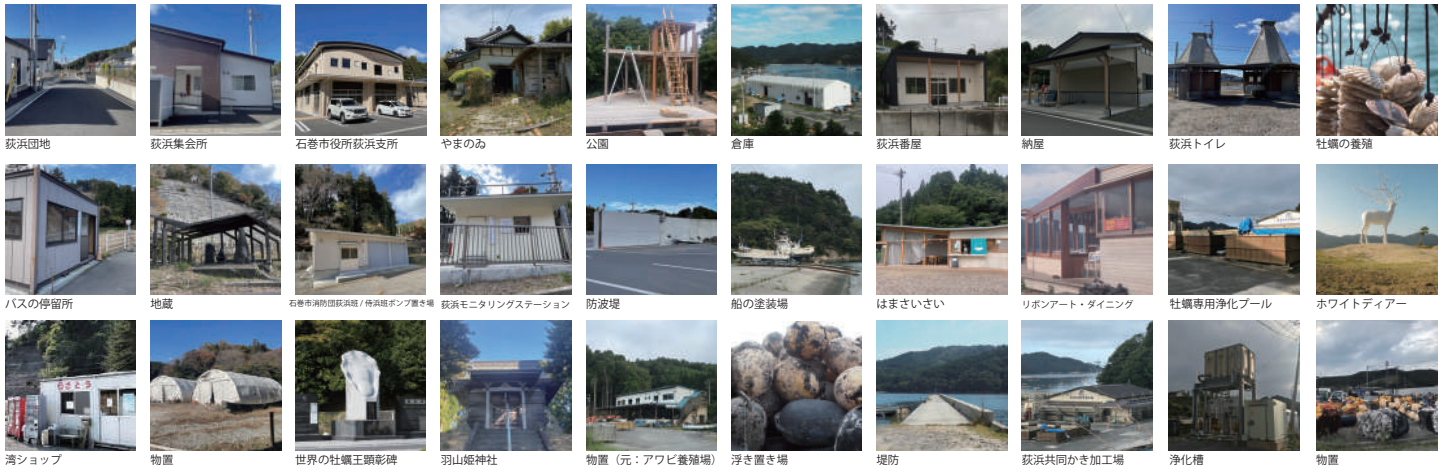 荻浜団地
荻浜集会所
石巻市役所荻浜支所
やまのゐ
公園
倉庫
荻浜番屋
納屋
荻浜トイレ
牡蠣の養殖
バスの停留所
地蔵
石巻市消防団荻浜班 / 侍浜班ポンプ置き場
荻浜モニタリングステーション
防波堤
船の塗装場
はまさいさい
リボンアート・ダイニング
牡蠣専用浄化プール
ホワイトディアー
おさとう
湾ショップ
物置
世界の牡蠣王顕彰碑
羽山姫神社
物置（元：アワビ養殖場）
浮き置き場
堤防
荻浜共同かき加工場
浄化槽
物置